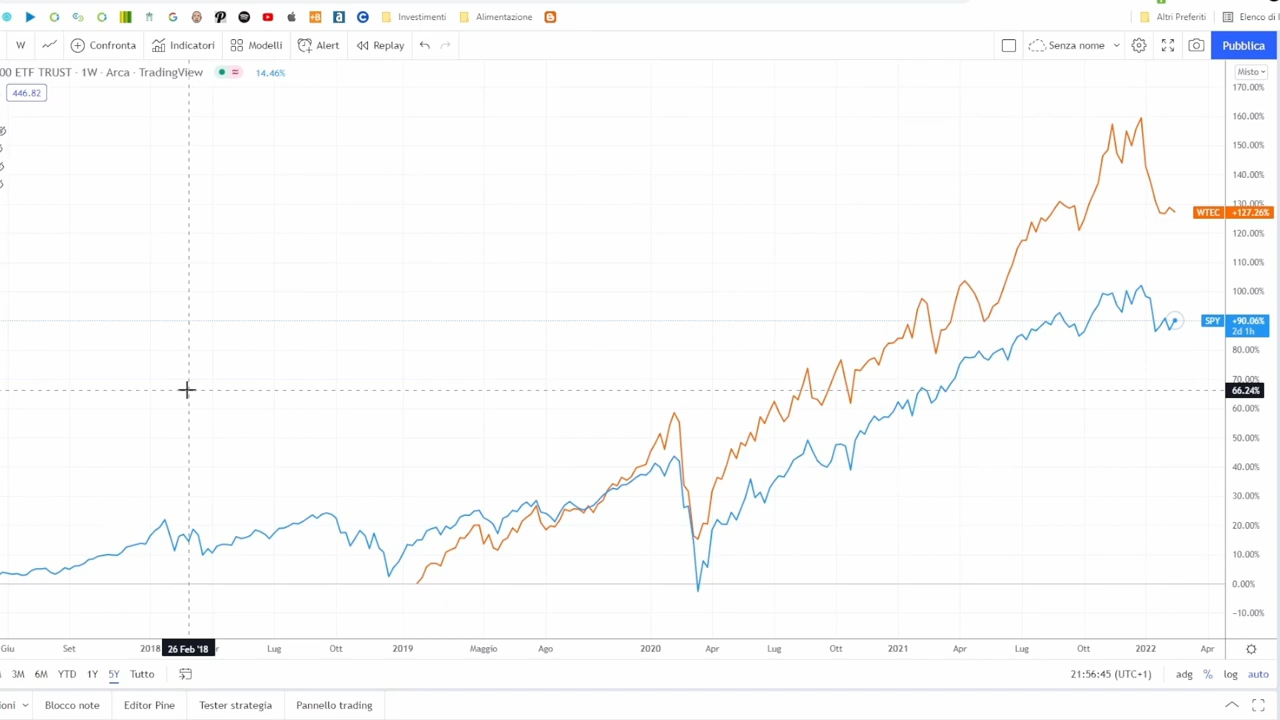 Investimenti
Alimentazione
Altri Preferiti
Elenco di l
W
Confronta
Indicatori
Modelli
Alert
Replay
Senza nome
Pubblica
00 ETF TRUST · 1W · Arca · TradingView
14.46%
446.82
Misto
170.00%
160.00%
150.00%
140.00%
130.00%
WTEC +127.26%
120.00%
110.00%
100.00%
SPY +90.06%
2d 1h
80.00%
70.00%
66.24%
60.00%
50.00%
40.00%
30.00%
20.00%
10.00%
0.00%
−10.00%
Giu
Set
2018
26 Feb '18
Lug
Ott
2019
Maggio
Ago
2020
Apr
Lug
Ott
2021
Apr
Lug
Ott
2022
Apr
3M
6M
YTD
1Y
5Y
Tutto
21:56:45 (UTC+1)
adg
%
log
auto
ioni
Blocco note
Editor Pine
Tester strategia
Pannello trading